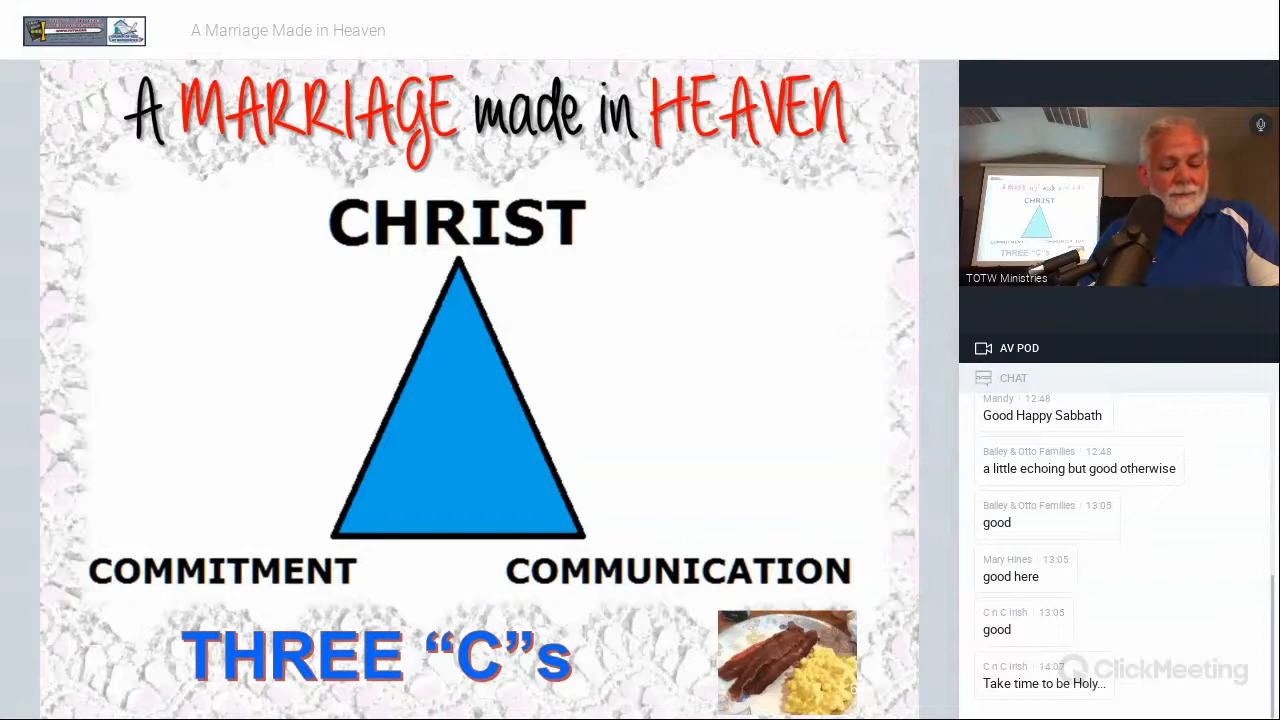 A Marriage Made in Heaven
A MARRIAGE made in HEAVEN
CHRIST
COMMITMENT
COMMUNICATION
THREE “C”s
6
CHRIST
THREE "C"s
TOTW Ministries
AV POD
CHAT
Mandy 12:48
Good Happy Sabbath
Bailey & Otto Families 12:48
a little echoing but good otherwise
Bailey & Otto Families 13:05
good
Mary Hines 13:05
good here
C n C Irish 13:05
good
C n C Irish 14:07
Take time to be Holy...
ClickMeeting